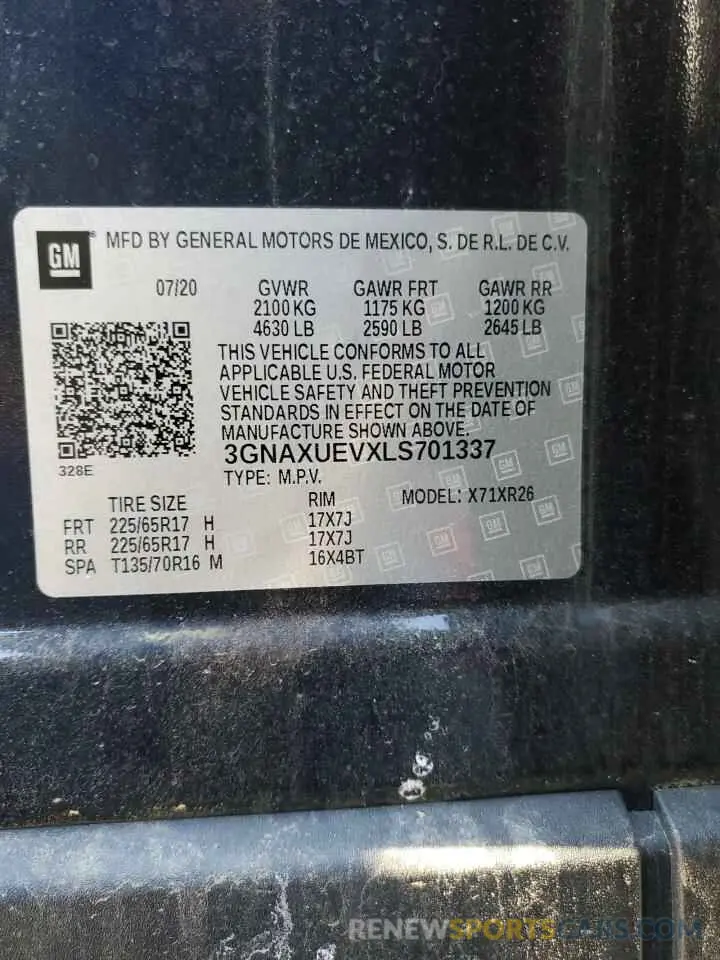 GM ® MFD BY GENERAL MOTORS DE MEXICO, S. DE R.L. DE C.V.
07/20 GVWR GAWR FRT GAWR RR
2100 KG 1175 KG 1200 KG
4630 LB 2590 LB 2645 LB
THIS VEHICLE CONFORMS TO ALL
APPLICABLE U.S. FEDERAL MOTOR
VEHICLE SAFETY AND THEFT PREVENTION
STANDARDS IN EFFECT ON THE DATE OF
MANUFACTURE SHOWN ABOVE.
328E
3GNAXUEVXLS701337
TYPE: M.P.V.
TIRE SIZE RIM MODEL: X71XR26
FRT 225/65R17 H 17X7J
RR 225/65R17 H 17X7J
SPA T135/70R16 M 16X4BT
RENEWSPORTSCARS.COM